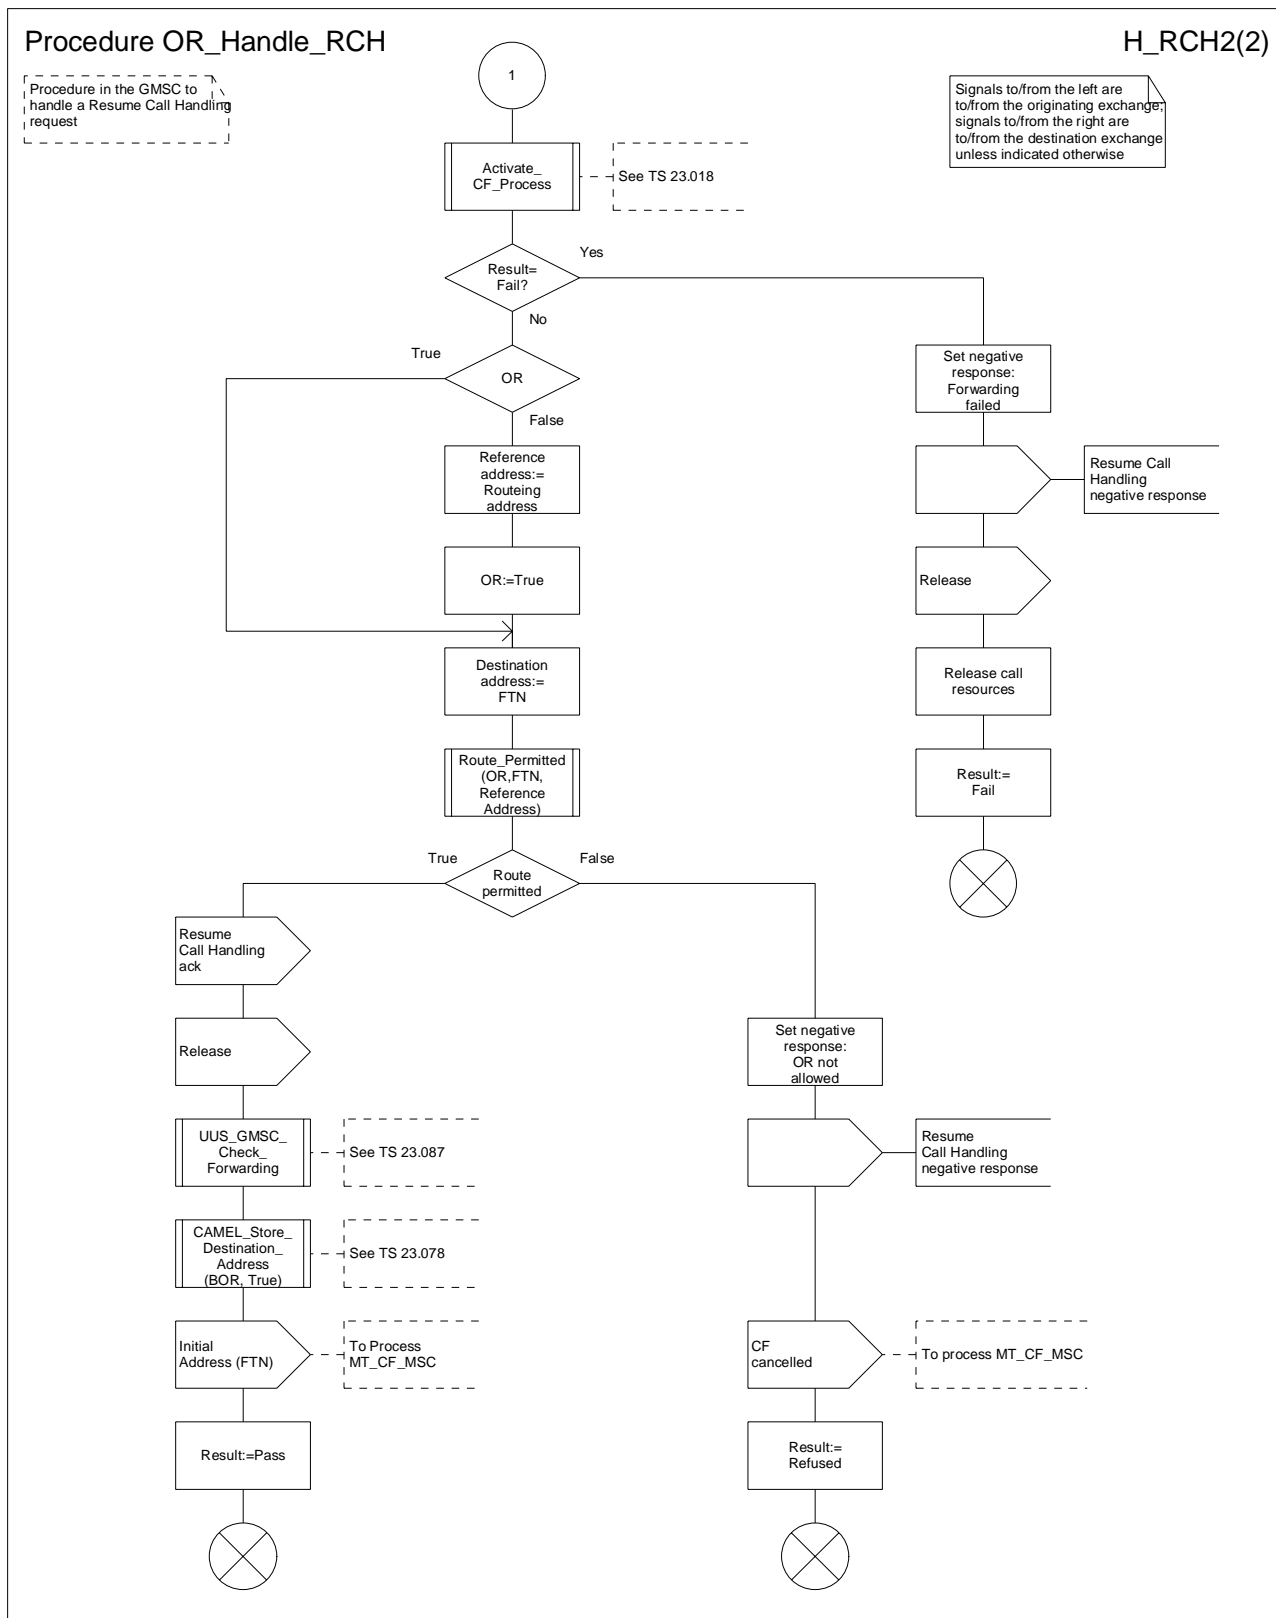 Procedure OR_Handle_RCH
H_RCH2(2)
Procedure in the GMSC to
handle a Resume Call Handling
request
1
Signals to/from the left are
to/from the originating exchange;
signals to/from the right are
to/from the destination exchange
unless indicated otherwise
Activate_
CF_Process
See TS 23.018
Result=
Fail?
Yes
No
True
OR
False
Set negative
response:
Forwarding
failed
Reference
address:=
Routeing
address
Resume Call
Handling
negative response
OR:=True
Release
Destination
address:=
FTN
Release call
resources
Route_Permitted
(OR,FTN,
Reference
Address)
Result:=
Fail
True
False
Route
permitted
Resume
Call Handling
ack
Release
Set negative
response:
OR not
allowed
UUS_GMSC_
Check_
Forwarding
See TS 23.087
Resume
Call Handling
negative response
CAMEL_Store_
Destination_
Address
(BOR, True)
See TS 23.078
Initial
Address (FTN)
To Process
MT_CF_MSC
CF
cancelled
To process MT_CF_MSC
Result:=Pass
Result:=
Refused